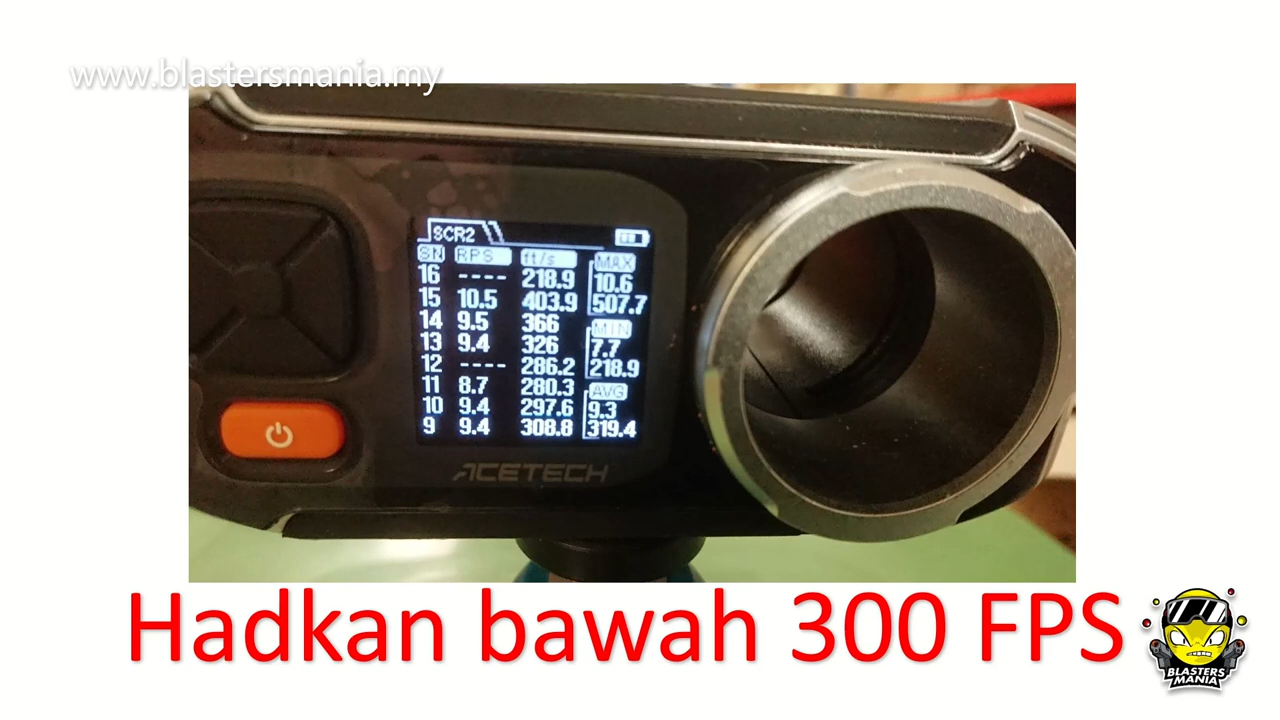 www.blastersmania.my
SCR2
SN RPS ft/s MAX
16 ---- 218.9 10.6
15 10.5 403.9 507.7
14 9.5 366 MIN
13 9.4 326 7.7
12 ---- 286.2 218.9
11 8.7 280.3 AVG
10 9.4 297.6 9.3
9 9.4 308.8 319.4
ACETECH
Hadkan bawah 300 FPS
BLASTERS
MANIA